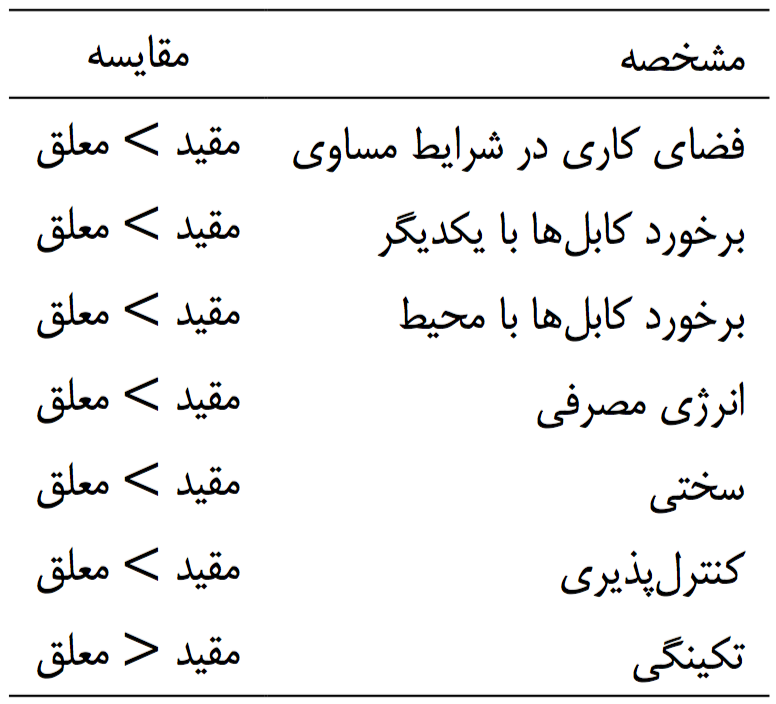 مشخصه مقایسه
فضای کاری در شرایط مساوی مقید > معلق
برخورد کابل‌ها با یکدیگر مقید > معلق
برخورد کابل‌ها با محیط مقید > معلق
انرژی مصرفی مقید > معلق
سختی مقید > معلق
کنترل‌پذیری مقید > معلق
تکینگی مقید < معلق